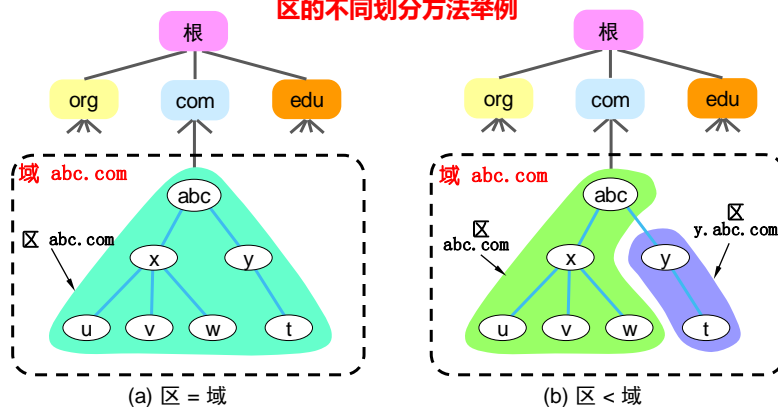 区的不同划分方法举例
根
org
com
edu
域 abc.com
abc
区 abc.com
x
y
u
v
w
t
(a) 区 = 域
根
org
com
edu
域 abc.com
abc
区
abc.com
区
y.abc.com
x
y
u
v
w
t
(b) 区 < 域